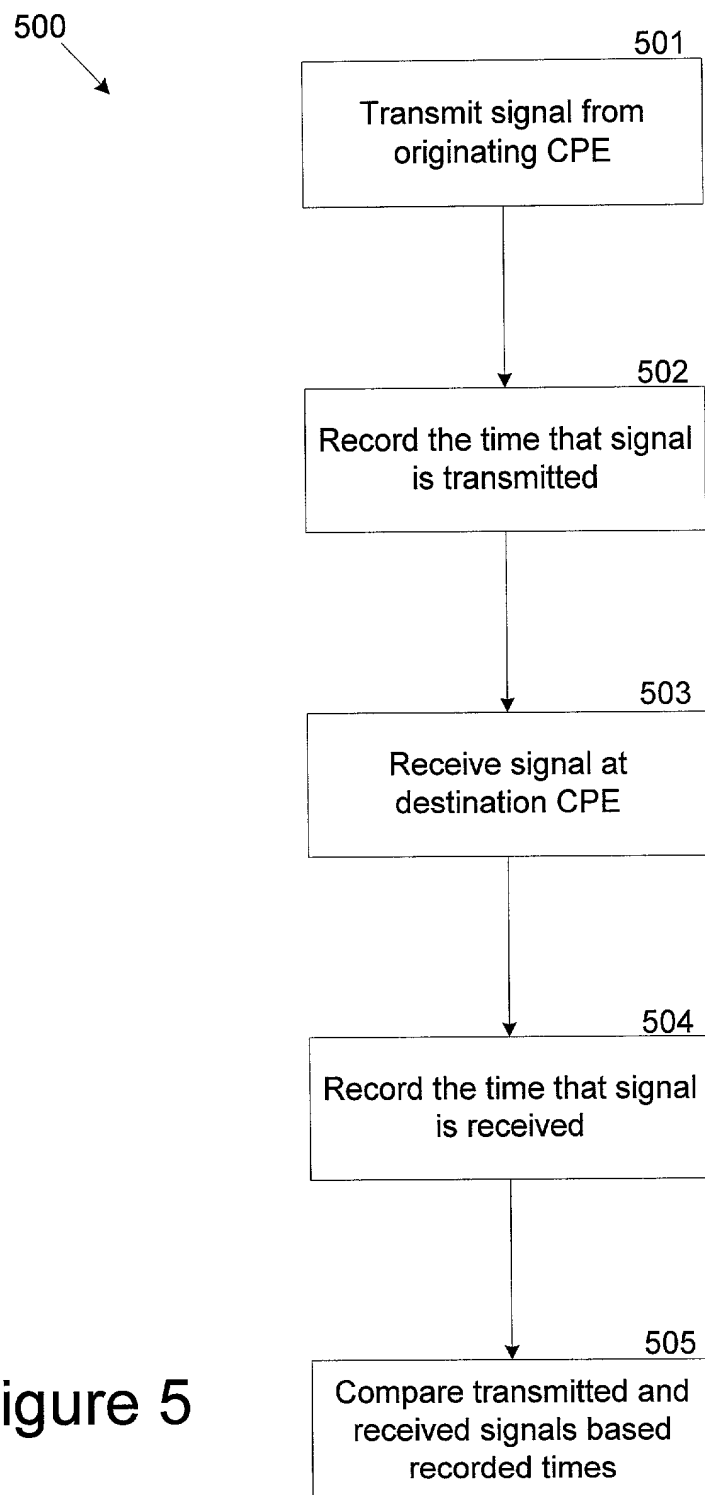 500
501
Transmit signal from
originating CPE
502
Record the time that signal
is transmitted
503
Receive signal at
destination CPE
504
Record the time that signal
is received
505
Compare transmitted and
received signals based
recorded times
igure 5